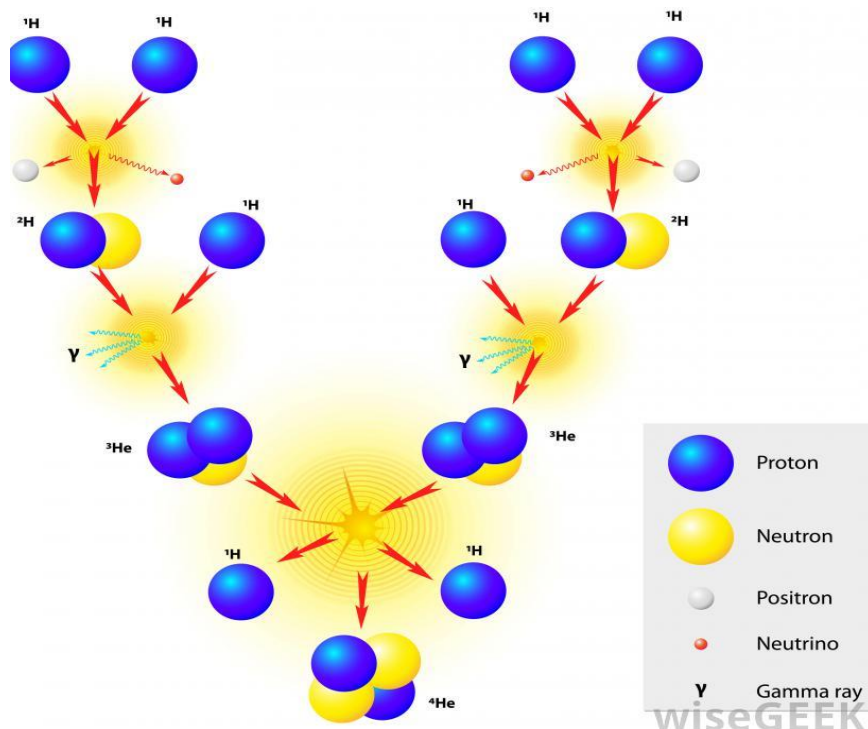 ¹H ¹H ¹H ¹H
²H ¹H ¹H ²H
γ γ
³He ³He
¹H ¹H
⁴He
Proton
Neutron
Positron
Neutrino
γ Gamma ray
wiseGEEK